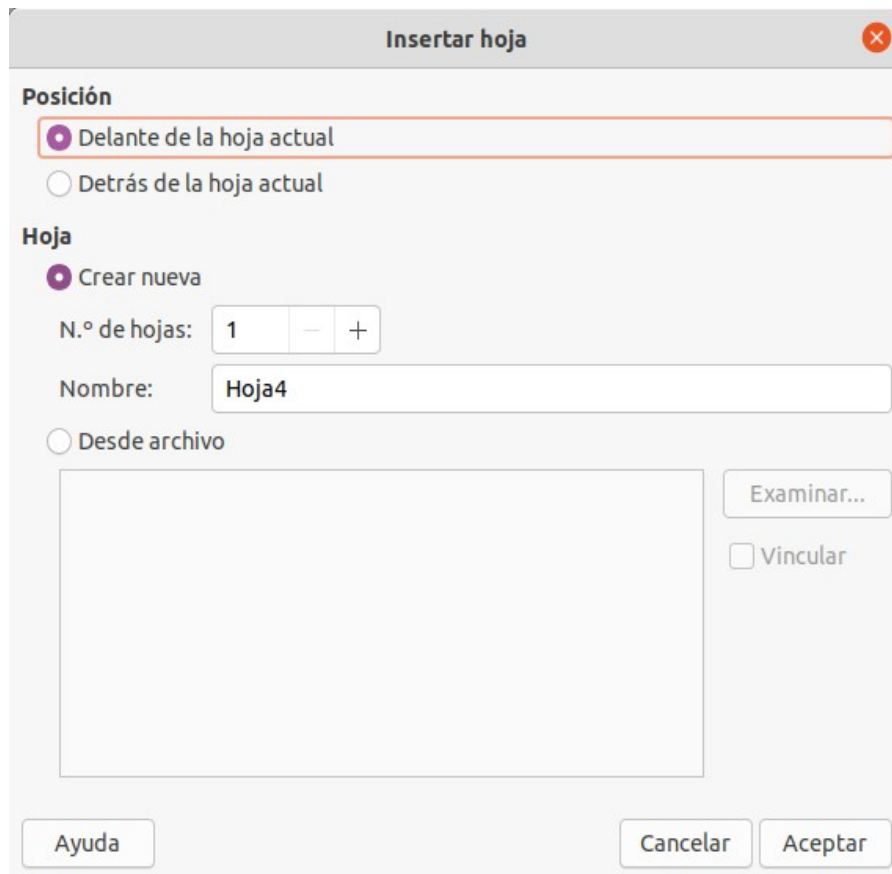 Insertar hoja
Posición
Delante de la hoja actual
Detrás de la hoja actual
Hoja
Crear nueva
N.º de hojas: 1
Nombre: Hoja4
Desde archivo
Examinar...
Vincular
Ayuda Cancelar Aceptar